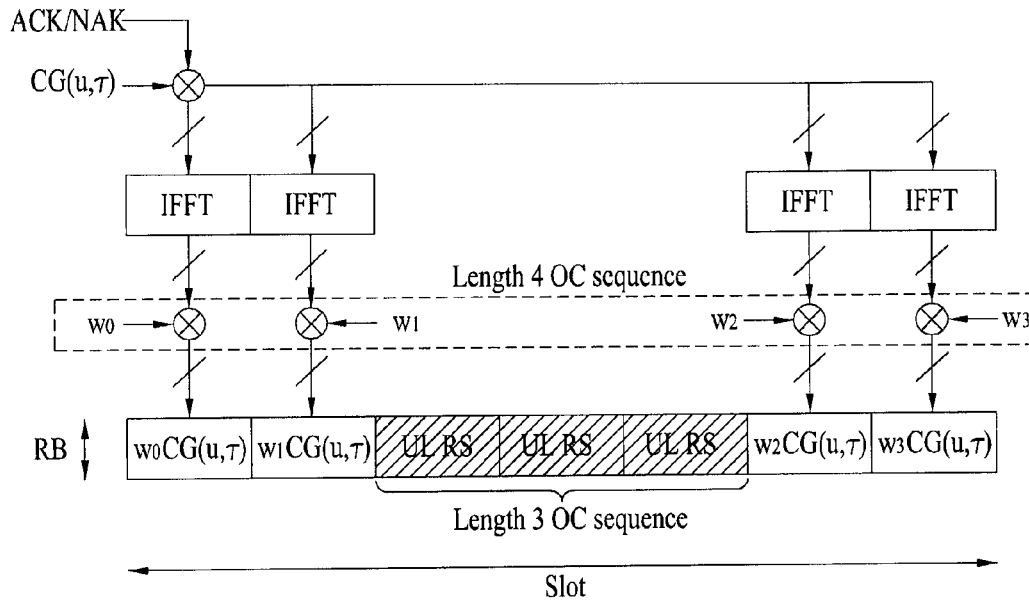 ACK/NAK
CG(u,τ)
IFFT IFFT IFFT IFFT
Length 4 OC sequence
w0 w1 w2 w3
RB
w0CG(u,τ) w1CG(u,τ) UL RS UL RS UL RS w2CG(u,τ) w3CG(u,τ)
Length 3 OC sequence
Slot